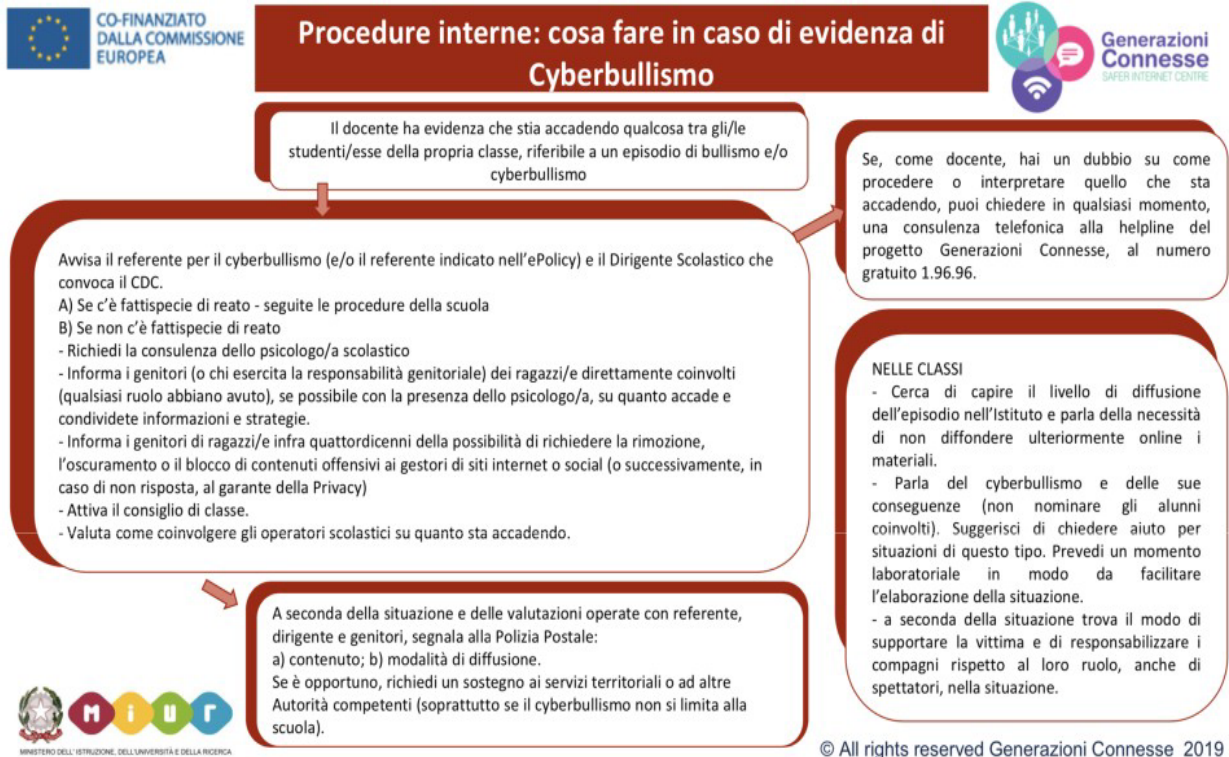 CO-FINANZIATO
DALLA COMMISSIONE
EUROPEA
Procedure interne: cosa fare in caso di evidenza di
Cyberbullismo
Generazioni
Connesse
SAFER INTERNET CENTRE
Il docente ha evidenza che stia accadendo qualcosa tra gli/le
studenti/esse della propria classe, riferibile a un episodio di bullismo e/o
cyberbullismo
Se, come docente, hai un dubbio su come
procedere o interpretare quello che sta
accadendo, puoi chiedere in qualsiasi momento,
una consulenza telefonica alla helpline del
progetto Generazioni Connesse, al numero
gratuito 1.96.96.
Avvisa il referente per il cyberbullismo (e/o il referente indicato nell'ePolicy) e il Dirigente Scolastico che
convoca il CDC.
A) Se c'è fattispecie di reato - seguite le procedure della scuola
B) Se non c'è fattispecie di reato
- Richiedi la consulenza dello psicologo/a scolastico
- Informa i genitori (o chi esercita la responsabilità genitoriale) dei ragazzi/e direttamente coinvolti
(qualsiasi ruolo abbiano avuto), se possibile con la presenza dello psicologo/a, su quanto accade e
condividete informazioni e strategie.
- Informa i genitori di ragazzi/e infra quattordicenni della possibilità di richiedere la rimozione,
l'oscuramento o il blocco di contenuti offensivi ai gestori di siti internet o social (o successivamente, in
caso di non risposta, al garante della Privacy)
- Attiva il consiglio di classe.
- Valuta come coinvolgere gli operatori scolastici su quanto sta accadendo.
NELLE CLASSI
- Cerca di capire il livello di diffusione
dell'episodio nell'Istituto e parla della necessità
di non diffondere ulteriormente online i
materiali.
- Parla del cyberbullismo e delle sue
conseguenze (non nominare gli alunni
coinvolti). Suggerisci di chiedere aiuto per
situazioni di questo tipo. Prevedi un momento
laboratoriale in modo da facilitare
l'elaborazione della situazione.
- a seconda della situazione trova il modo di
supportare la vittima e di responsabilizzare i
compagni rispetto al loro ruolo, anche di
spettatori, nella situazione.
A seconda della situazione e delle valutazioni operate con referente,
dirigente e genitori, segnala alla Polizia Postale:
a) contenuto; b) modalità di diffusione.
Se è opportuno, richiedi un sostegno ai servizi territoriali o ad altre
Autorità competenti (soprattutto se il cyberbullismo non si limita alla
scuola).
MIUR
MINISTERO DELL'ISTRUZIONE, DELL'UNIVERSITÀ E DELLA RICERCA
© All rights reserved Generazioni Connesse 2019